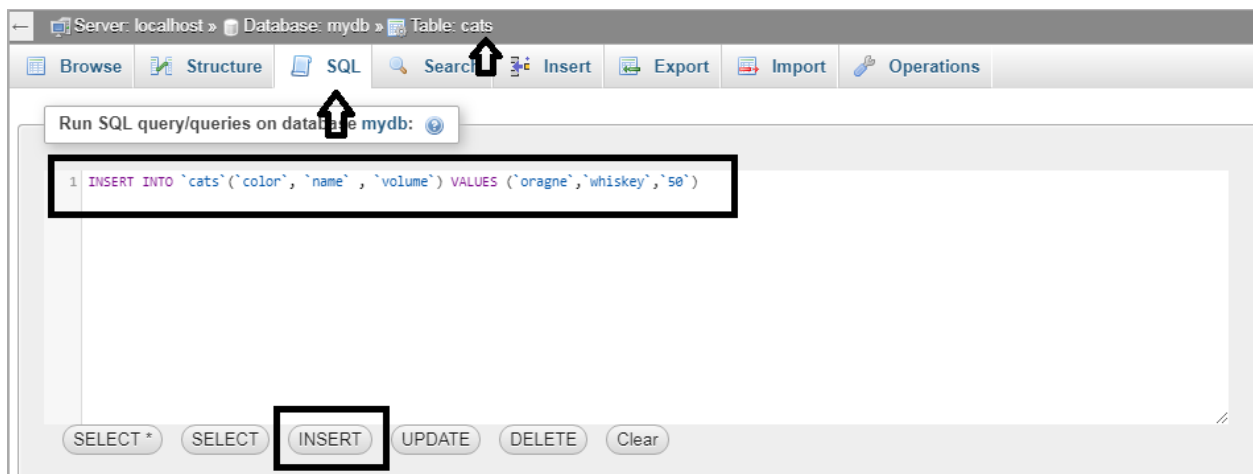 ← Server: localhost » Database: mydb » Table: cats
Browse Structure SQL Search Insert Export Import Operations
Run SQL query/queries on database mydb:
1 INSERT INTO `cats`(`color`, `name` , `volume`) VALUES (`oragne`,`whiskey`,`50`)
SELECT * SELECT INSERT UPDATE DELETE Clear